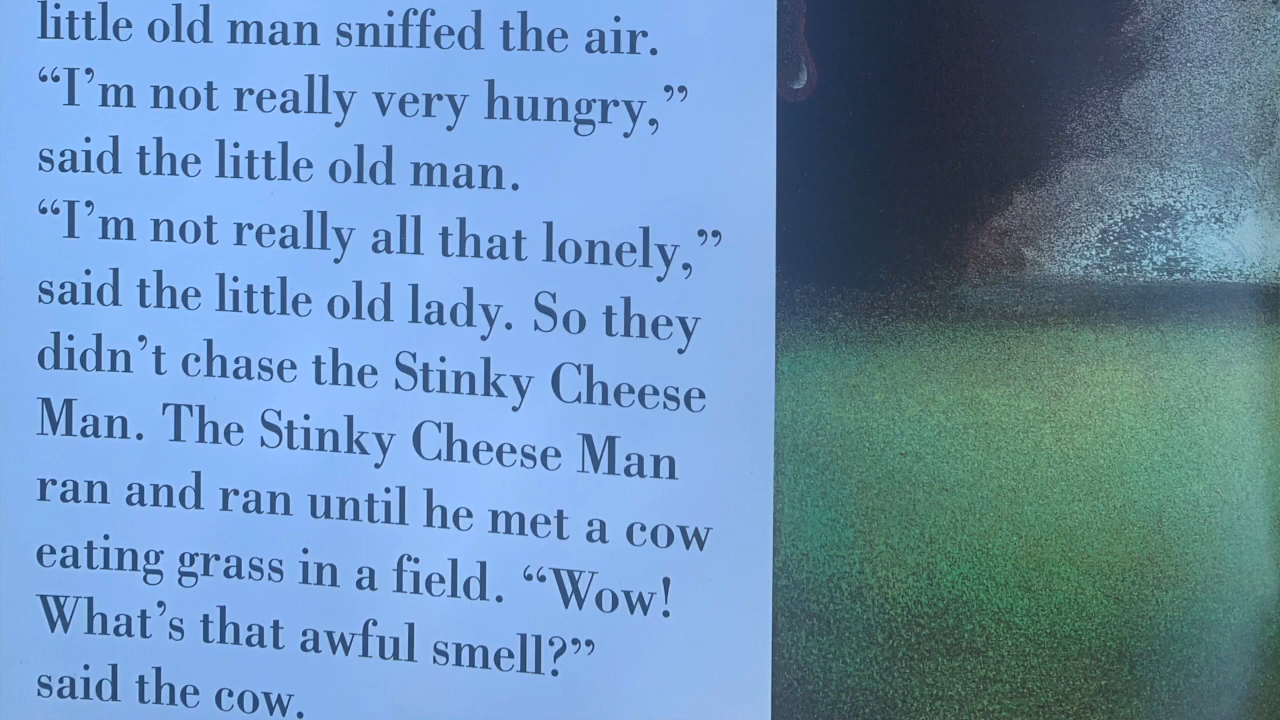 little old man sniffed the air.
“I’m not really very hungry,”
said the little old man.
“I’m not really all that lonely,”
said the little old lady. So they
didn’t chase the Stinky Cheese
Man. The Stinky Cheese Man
ran and ran until he met a cow
eating grass in a field. “Wow!
What’s that awful smell?”
said the cow.